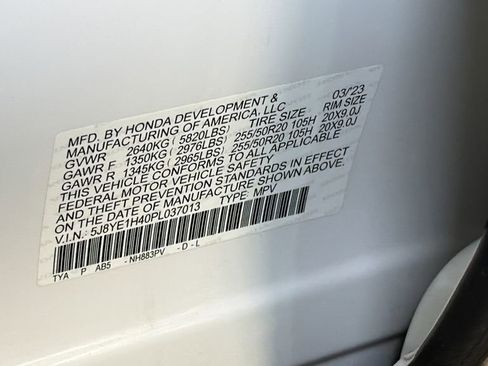 MFD. BY HONDA DEVELOPMENT & 03/'23
MANUFACTURING OF AMERICA, LLC
TIRE SIZE RIM SIZE
GVWR 2640KG ( 5820LBS)
GAWR F 1350KG ( 2976LBS) 255/50R20 105H 20X9.0J
GAWR R 1345KG ( 2965LBS) 255/50R20 105H 20X9.0J
THIS VEHICLE CONFORMS TO ALL APPLICABLE
FEDERAL MOTOR VEHICLE SAFETY
AND THEFT PREVENTION STANDARDS IN EFFECT
ON THE DATE OF MANUFACTURE SHOWN ABOVE.
V.I.N.: 5J8YE1H40PL037013 TYPE: MPV
TYA P AB5 - NH883PV - D - L